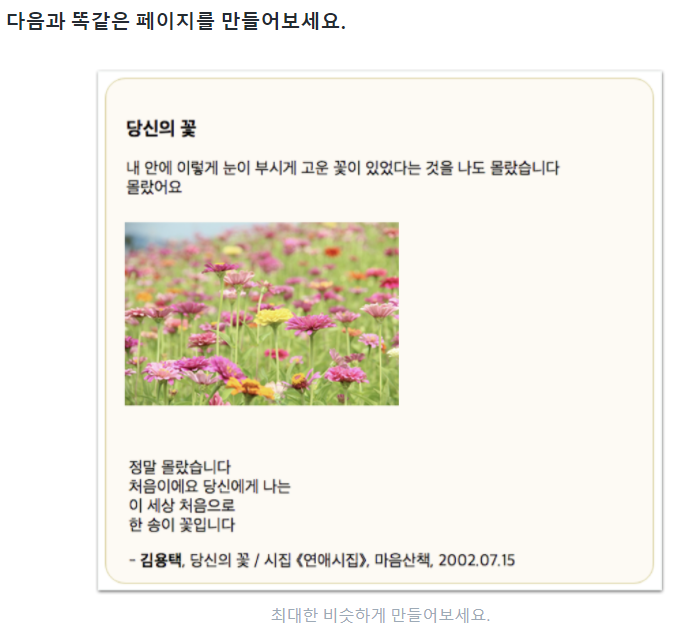 다음과 똑같은 페이지를 만들어보세요.
당신의 꽃
내 안에 이렇게 눈이 부시게 고운 꽃이 있었다는 것을 나도 몰랐습니다
몰랐어요
정말 몰랐습니다
처음이에요 당신에게 나는
이 세상 처음으로
한 송이 꽃입니다
- 김용택, 당신의 꽃 / 시집 《연애시집》, 마음산책, 2002.07.15
최대한 비슷하게 만들어보세요.